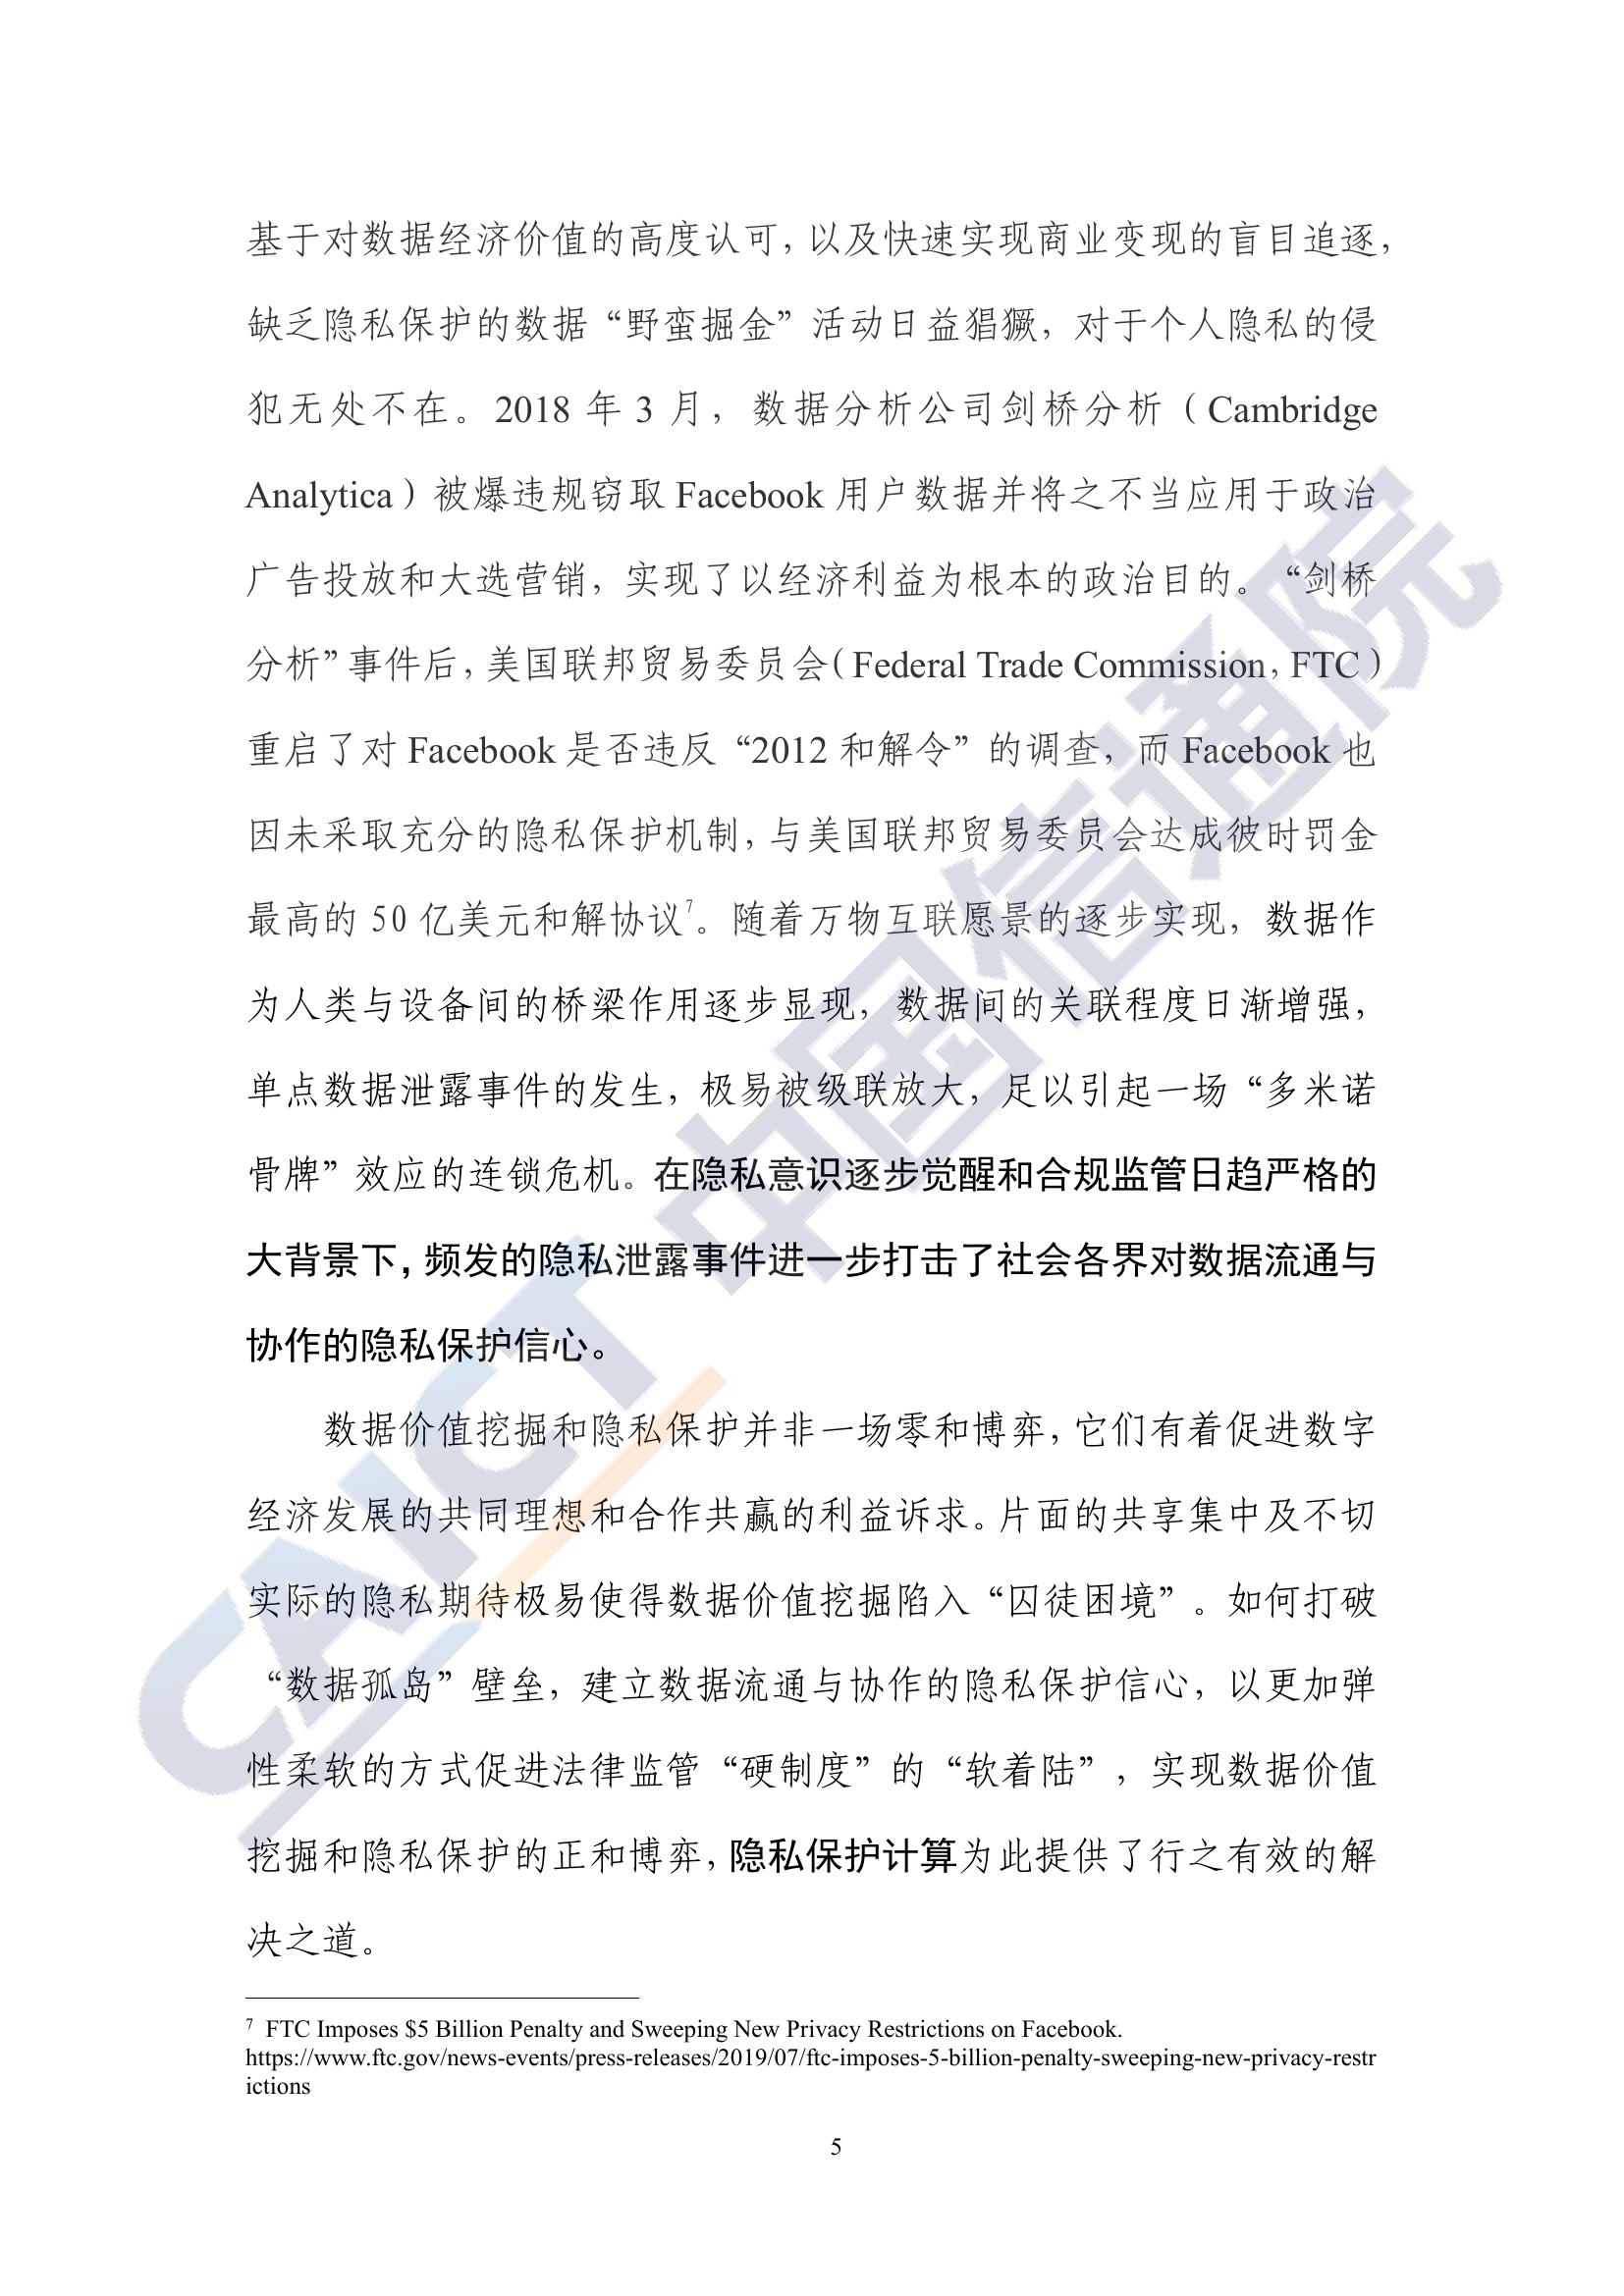 基于对数据经济价值的高度认可，以及快速实现商业变现的盲目追逐，
缺乏隐私保护的数据“野蛮掘金”活动日益猖獗，对于个人隐私的侵
犯无处不在。2018 年 3 月，数据分析公司剑桥分析（Cambridge
Analytica）被爆违规窃取 Facebook 用户数据并将之不当应用于政治
广告投放和大选营销，实现了以经济利益为根本的政治目的。“剑桥
分析”事件后，美国联邦贸易委员会（Federal Trade Commission，FTC）
重启了对 Facebook 是否违反“2012 和解令”的调查，而 Facebook 也
因未采取充分的隐私保护机制，与美国联邦贸易委员会达成彼时罚金
最高的 50 亿美元和解协议7。随着万物互联愿景的逐步实现，数据作
为人类与设备间的桥梁作用逐步显现，数据间的关联程度日渐增强，
单点数据泄露事件的发生，极易被级联放大，足以引起一场“多米诺
骨牌”效应的连锁危机。在隐私意识逐步觉醒和合规监管日趋严格的
大背景下，频发的隐私泄露事件进一步打击了社会各界对数据流通与
协作的隐私保护信心。
数据价值挖掘和隐私保护并非一场零和博弈，它们有着促进数字
经济发展的共同理想和合作共赢的利益诉求。片面的共享集中及不切
实际的隐私期待极易使得数据价值挖掘陷入“囚徒困境”。如何打破
“数据孤岛”壁垒，建立数据流通与协作的隐私保护信心，以更加弹
性柔软的方式促进法律监管“硬制度”的“软着陆”，实现数据价值
挖掘和隐私保护的正和博弈，隐私保护计算为此提供了行之有效的解
决之道。
7 FTC Imposes $5 Billion Penalty and Sweeping New Privacy Restrictions on Facebook.
https://www.ftc.gov/news-events/press-releases/2019/07/ftc-imposes-5-billion-penalty-sweeping-new-privacy-restr
ictions
5
CAICT 中国信通院